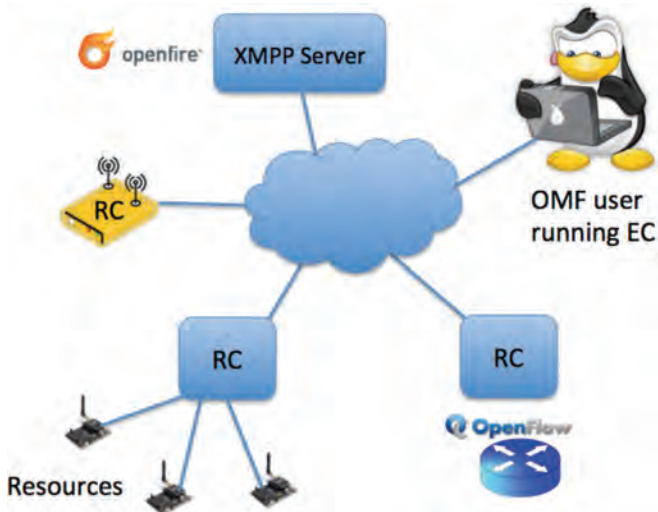 openfire
XMPP Server
RC
OMF user
running EC
RC
RC
OpenFlow
Resources